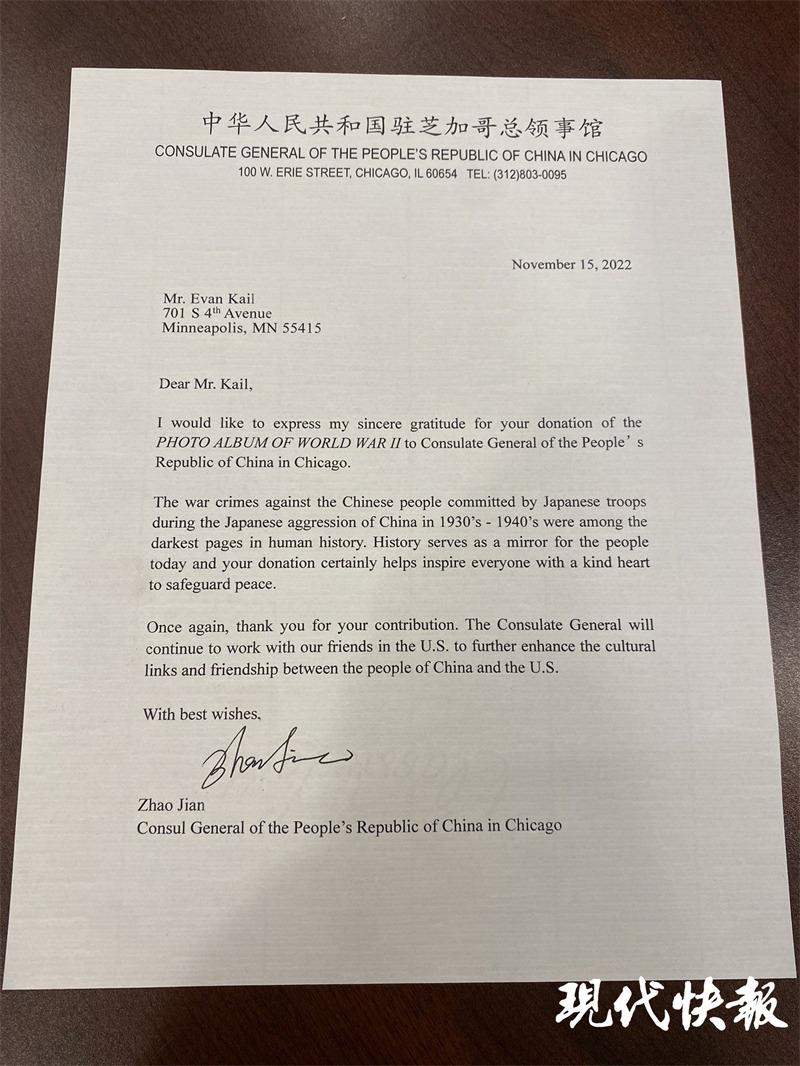 中华人民共和国驻芝加哥总领事馆
CONSULATE GENERAL OF THE PEOPLE'S REPUBLIC OF CHINA IN CHICAGO
100 W. ERIE STREET, CHICAGO, IL 60654 TEL: (312)803-0095
November 15, 2022
Mr. Evan Kail
701 S 4th Avenue
Minneapolis, MN 55415
Dear Mr. Kail,
I would like to express my sincere gratitude for your donation of the
PHOTO ALBUM OF WORLD WAR II to Consulate General of the People's
Republic of China in Chicago.
The war crimes against the Chinese people committed by Japanese troops
during the Japanese aggression of China in 1930's - 1940's were among the
darkest pages in human history. History serves as a mirror for the people
today and your donation certainly helps inspire everyone with a kind heart
to safeguard peace.
Once again, thank you for your contribution. The Consulate General will
continue to work with our friends in the U.S. to further enhance the cultural
links and friendship between the people of China and the U.S.
With best wishes,
Zhao Jian
Zhao Jian
Consul General of the People's Republic of China in Chicago
现代快報